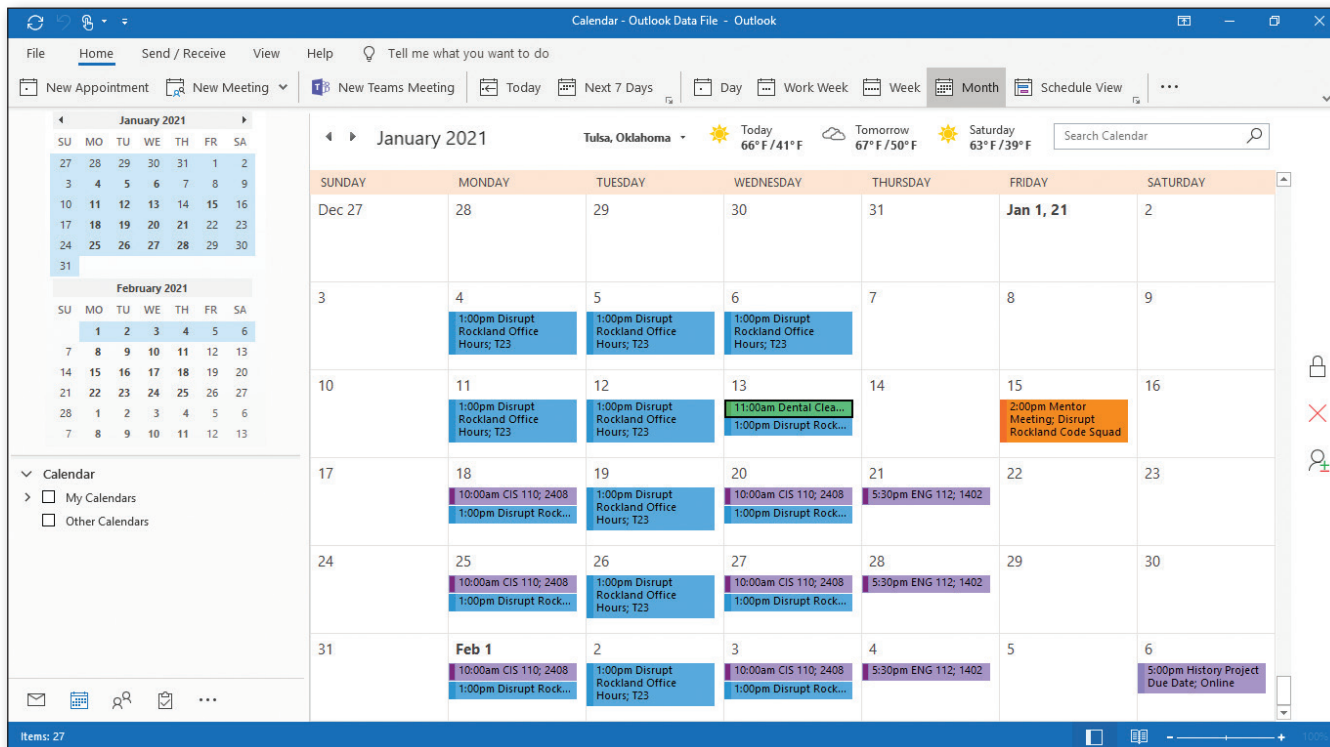 Calendar - Outlook Data File - Outlook
File Home Send / Receive View Help Tell me what you want to do
New Appointment New Meeting New Teams Meeting Today Next 7 Days Day Work Week Week Month Schedule View ...
January 2021
SU MO TU WE TH FR SA
27 28 29 30 31 1 2
3 4 5 6 7 8 9
10 11 12 13 14 15 16
17 18 19 20 21 22 23
24 25 26 27 28 29 30
31
February 2021
SU MO TU WE TH FR SA
1 2 3 4 5 6
7 8 9 10 11 12 13
14 15 16 17 18 19 20
21 22 23 24 25 26 27
28 1 2 3 4 5 6
7 8 9 10 11 12 13
Calendar
My Calendars
Other Calendars
January 2021
Tulsa, Oklahoma
Today
66°F/41°F
Tomorrow
67°F/50°F
Saturday
63°F/39°F
Search Calendar
SUNDAY MONDAY TUESDAY WEDNESDAY THURSDAY FRIDAY SATURDAY
Dec 27 28 29 30 31 Jan 1, 21 2
3 4 5 6 7 8 9
1:00pm Disrupt
Rockland Office
Hours; T23
1:00pm Disrupt
Rockland Office
Hours; T23
1:00pm Disrupt
Rockland Office
Hours; T23
10 11 12 13 14 15 16
1:00pm Disrupt
Rockland Office
Hours; T23
1:00pm Disrupt
Rockland Office
Hours; T23
11:00am Dental Clea...
1:00pm Disrupt Rock...
2:00pm Mentor
Meeting; Disrupt
Rockland Code Squad
17 18 19 20 21 22 23
10:00am CIS 110; 2408
1:00pm Disrupt Rock...
1:00pm Disrupt
Rockland Office
Hours; T23
10:00am CIS 110; 2408
1:00pm Disrupt Rock...
5:30pm ENG 112; 1402
24 25 26 27 28 29 30
10:00am CIS 110; 2408
1:00pm Disrupt Rock...
1:00pm Disrupt
Rockland Office
Hours; T23
10:00am CIS 110; 2408
1:00pm Disrupt Rock...
5:30pm ENG 112; 1402
31 Feb 1 2 3 4 5 6
10:00am CIS 110; 2408
1:00pm Disrupt Rock...
1:00pm Disrupt
Rockland Office
Hours; T23
10:00am CIS 110; 2408
1:00pm Disrupt Rock...
5:30pm ENG 112; 1402
5:00pm History Project
Due Date; Online
Items: 27
100%